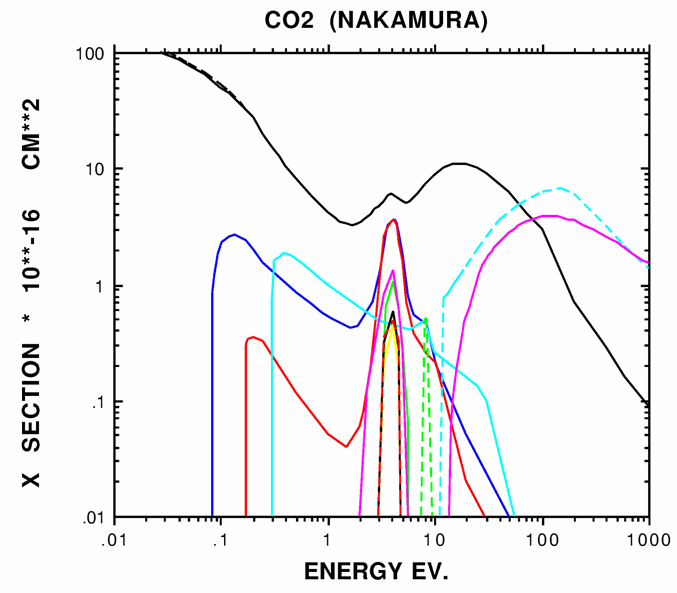 CO2 (NAKAMURA)
X SECTION * 10**-16 CM**2
100
10
1
.1
.01
.01 .1 1 10 100 1000
ENERGY EV.